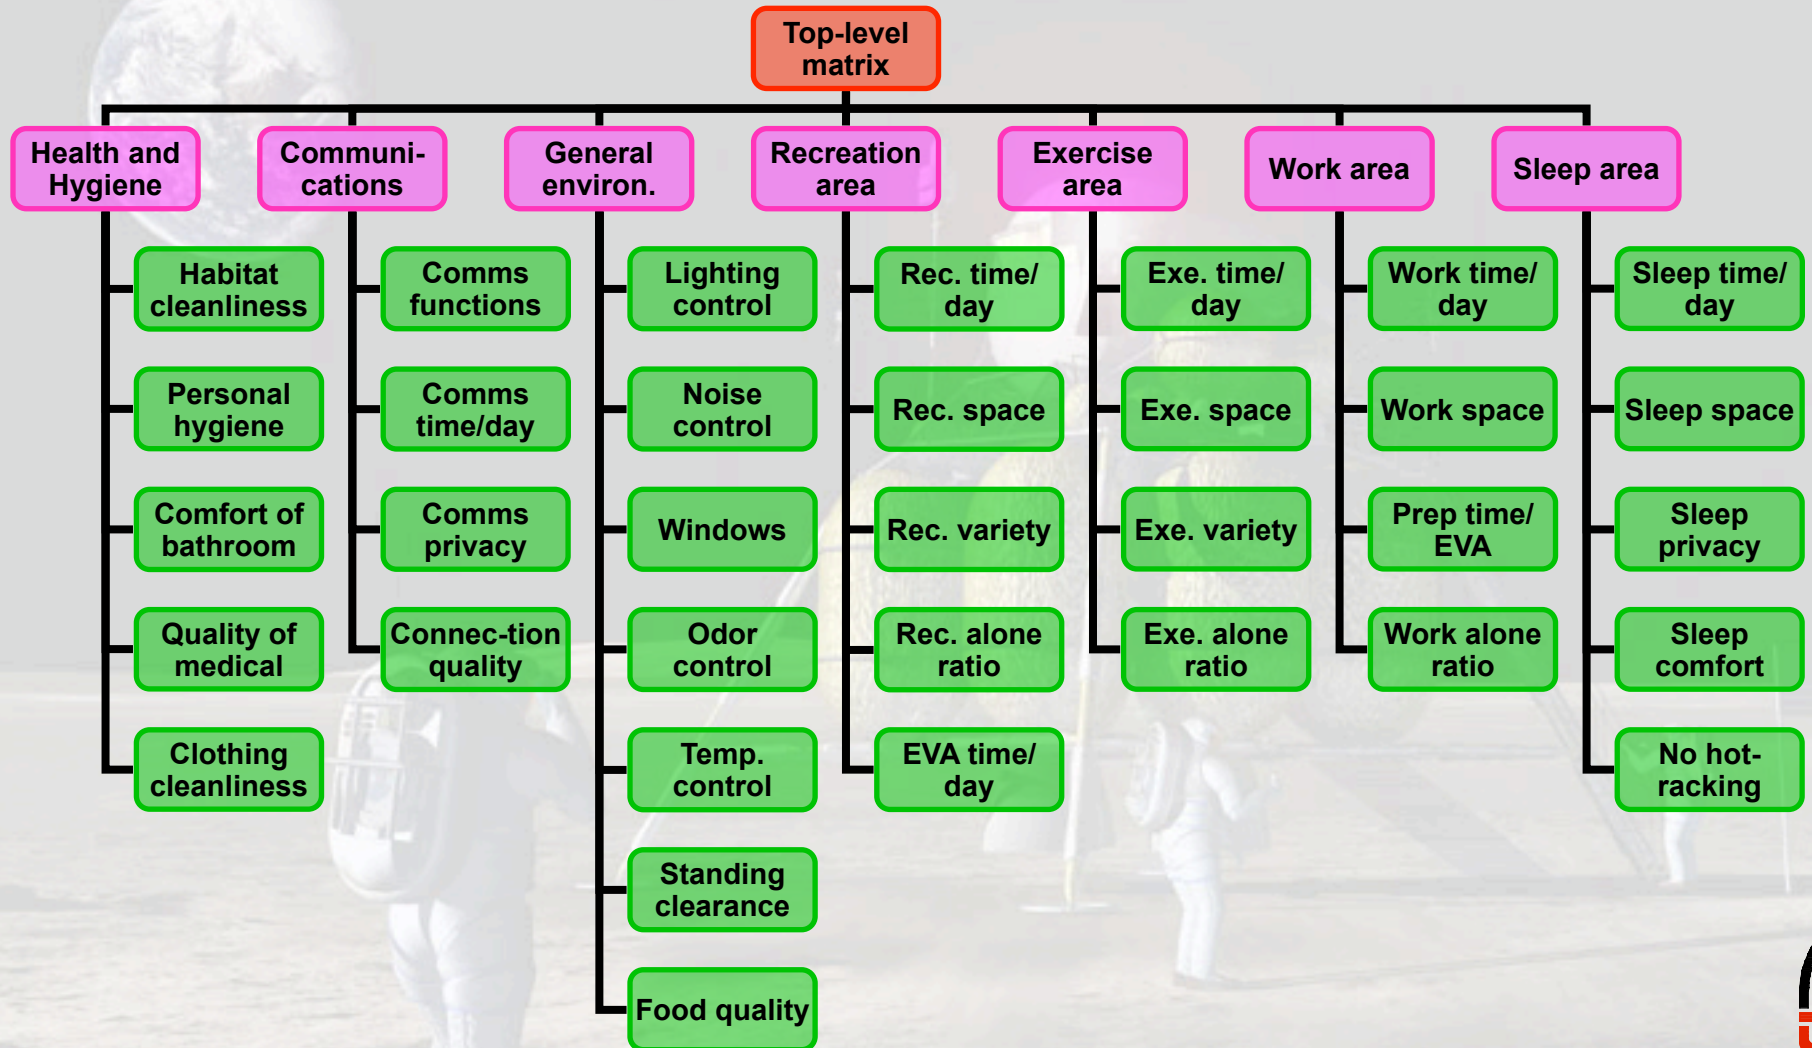 Top-level
matrix
Health and
Hygiene
Communi-
cations
General
environ.
Recreation
area
Exercise
area
Work area
Sleep area
Habitat
cleanliness
Personal
hygiene
Comfort of
bathroom
Quality of
medical
Clothing
cleanliness
Comms
functions
Comms
time/day
Comms
privacy
Connec-tion
quality
Lighting
control
Noise
control
Windows
Odor
control
Temp.
control
Standing
clearance
Food quality
Rec. time/
day
Rec. space
Rec. variety
Rec. alone
ratio
EVA time/
day
Exe. time/
day
Exe. space
Exe. variety
Exe. alone
ratio
Work time/
day
Work space
Prep time/
EVA
Work alone
ratio
Sleep time/
day
Sleep space
Sleep
privacy
Sleep
comfort
No hot-
racking